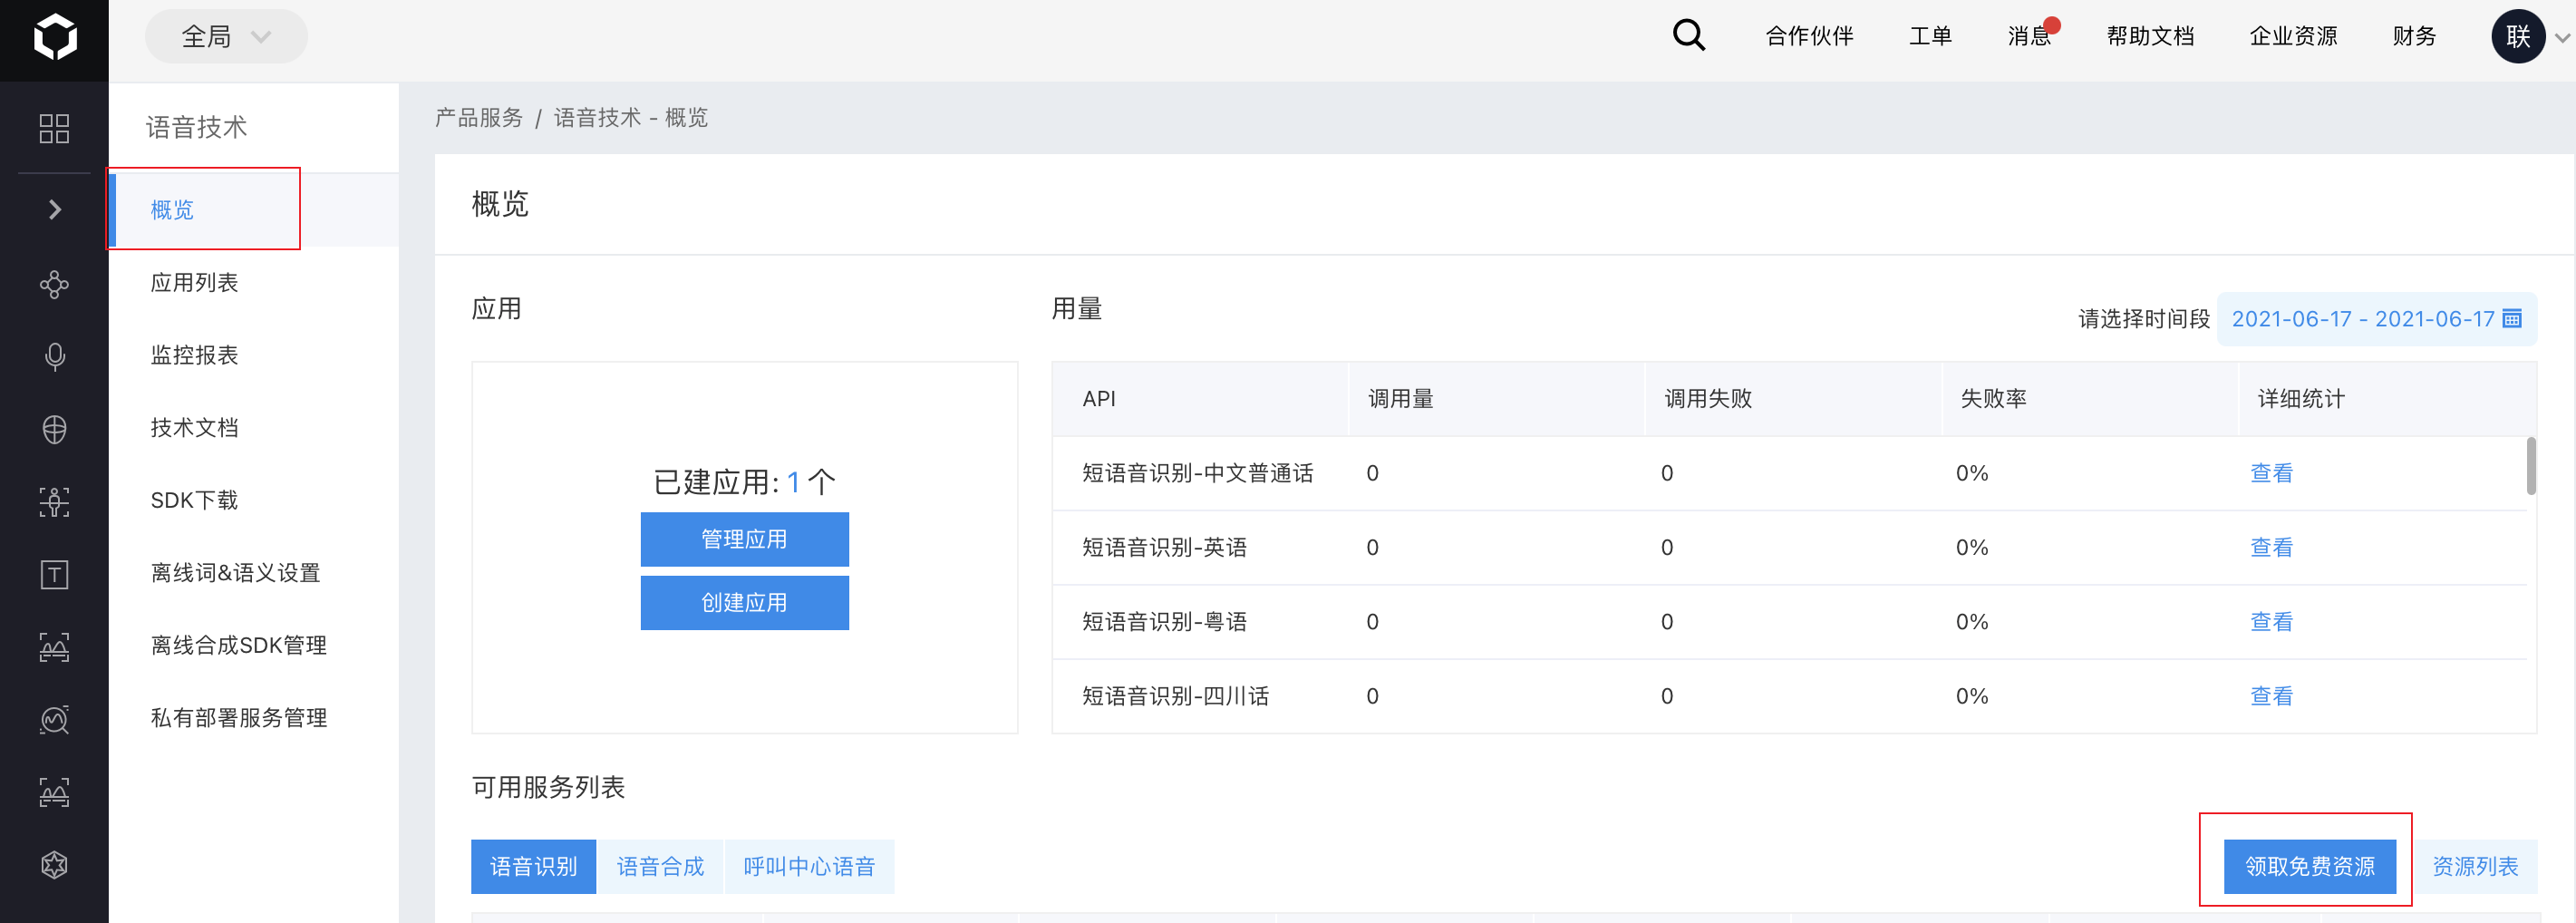 全局
合作伙伴
工单
消息
帮助文档
企业资源
财务
联
语音技术
概览
应用列表
监控报表
技术文档
SDK下载
离线词&语义设置
离线合成SDK管理
私有部署服务管理
产品服务 / 语音技术 - 概览
概览
应用
已建应用: 1 个
管理应用
创建应用
用量
请选择时间段 2021-06-17 - 2021-06-17
API 调用量 调用失败 失败率 详细统计
短语音识别-中文普通话 0 0 0% 查看
短语音识别-英语 0 0 0% 查看
短语音识别-粤语 0 0 0% 查看
短语音识别-四川话 0 0 0% 查看
可用服务列表
语音识别 语音合成 呼叫中心语音
领取免费资源 资源列表